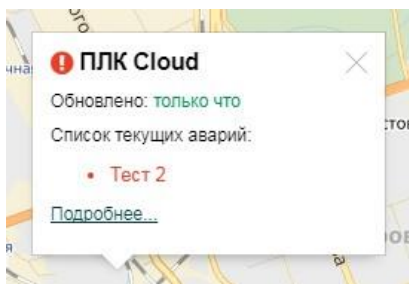 ПЛК Cloud
Обновлено: только что
Список текущих аварий:
• Тест 2
Подробнее...